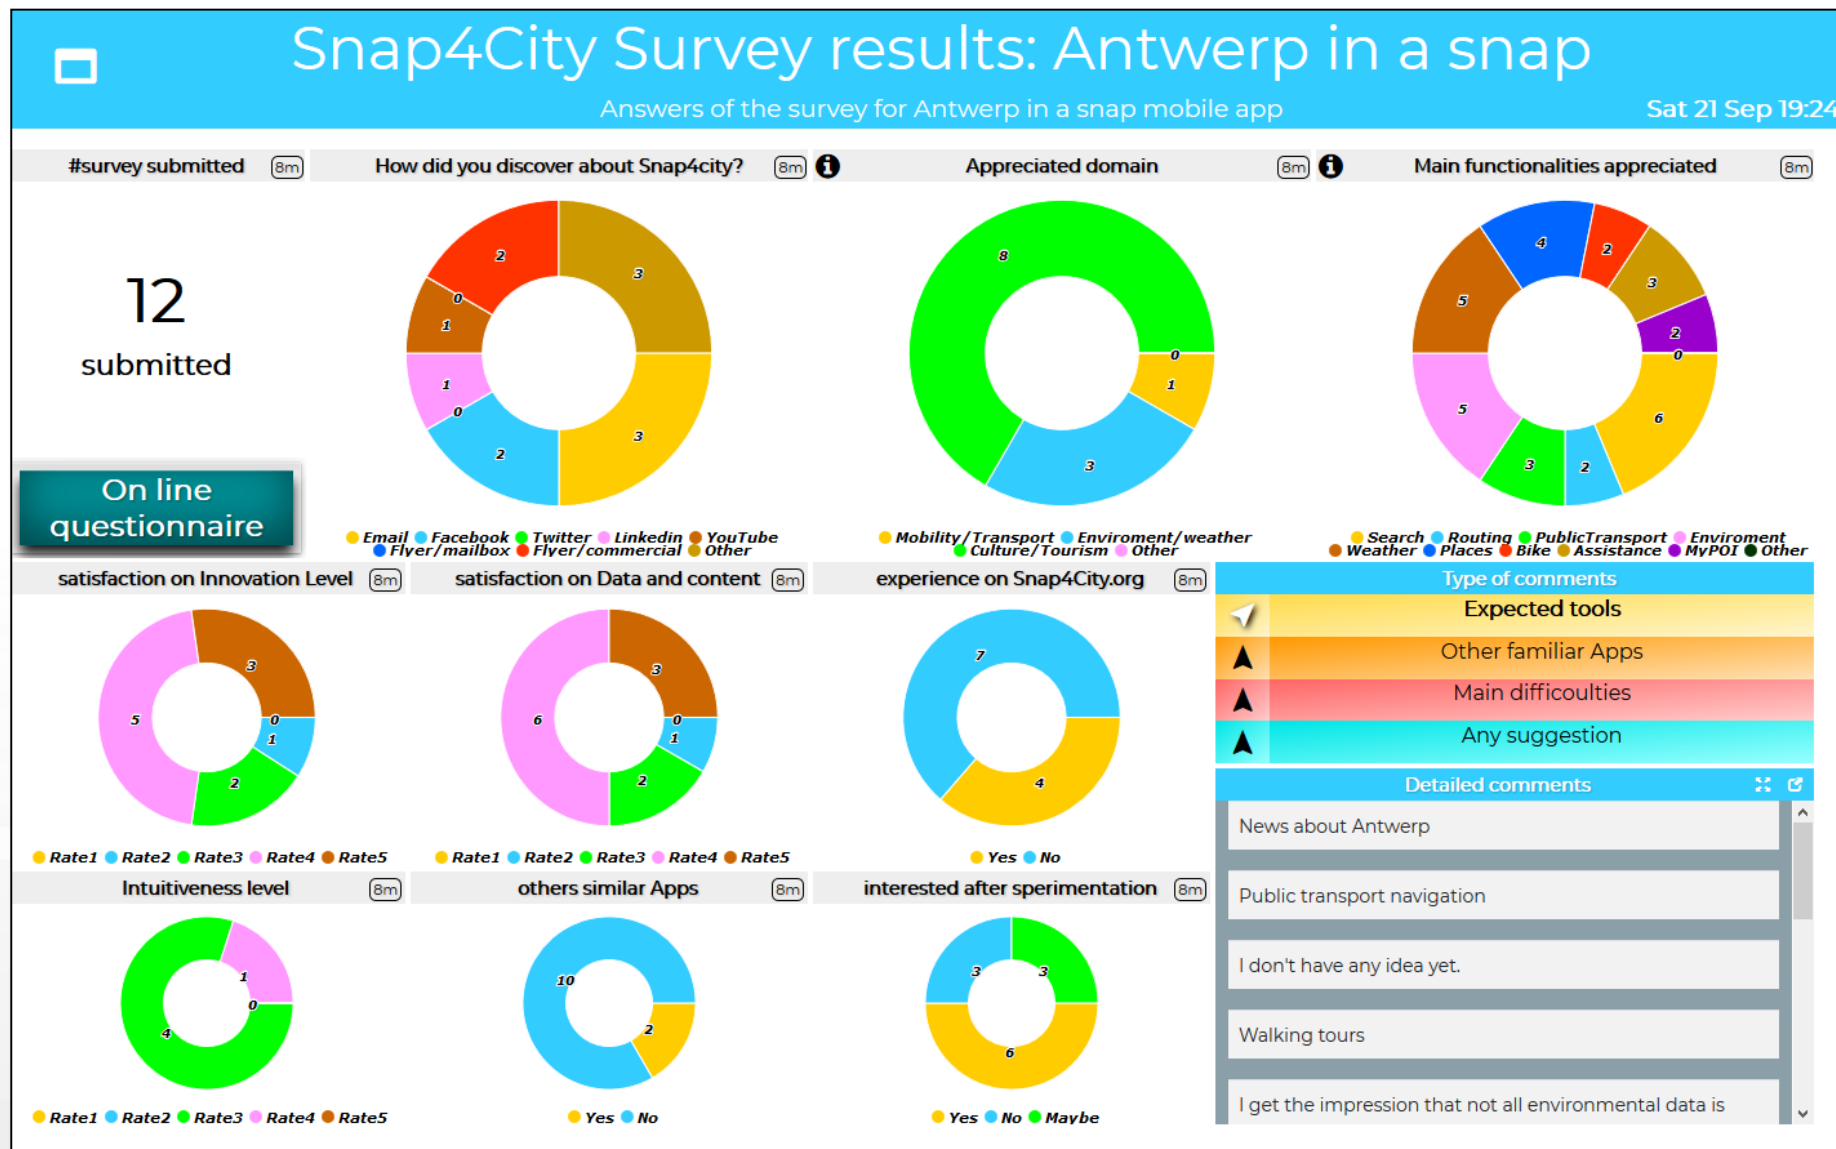 Snap4City Survey results: Antwerp in a snap
Answers of the survey for Antwerp in a snap mobile app
Sat 21 Sep 19:24
#survey submitted 8m
How did you discover about Snap4city? 8m
Appreciated domain 8m
Main functionalities appreciated 8m
12
submitted
On line
questionnaire
2
3
0
1
1
0
2
3
Email Facebook Twitter Linkedin YouTube
Flyer/mailbox Flyer/commercial Other
8
0
1
3
Mobility/Transport Enviroment/weather
Culture/Tourism Other
4
2
3
5
2
0
5
6
3
2
Search Routing PublicTransport Enviroment
Weather Places Bike Assistance MyPOI Other
satisfaction on Innovation Level 8m
3
5
0
1
2
Rate1 Rate2 Rate3 Rate4 Rate5
satisfaction on Data and content 8m
3
6
0
1
2
Rate1 Rate2 Rate3 Rate4 Rate5
experience on Snap4City.org 8m
7
4
Yes No
Type of comments
Expected tools
Other familiar Apps
Main difficoulties
Any suggestion
Intuitiveness level 8m
1
0
4
Rate1 Rate2 Rate3 Rate4 Rate5
others similar Apps 8m
10
2
Yes No
interested after sperimentation 8m
3
3
6
Yes No Maybe
Detailed comments
News about Antwerp
Public transport navigation
I don't have any idea yet.
Walking tours
I get the impression that not all environmental data is